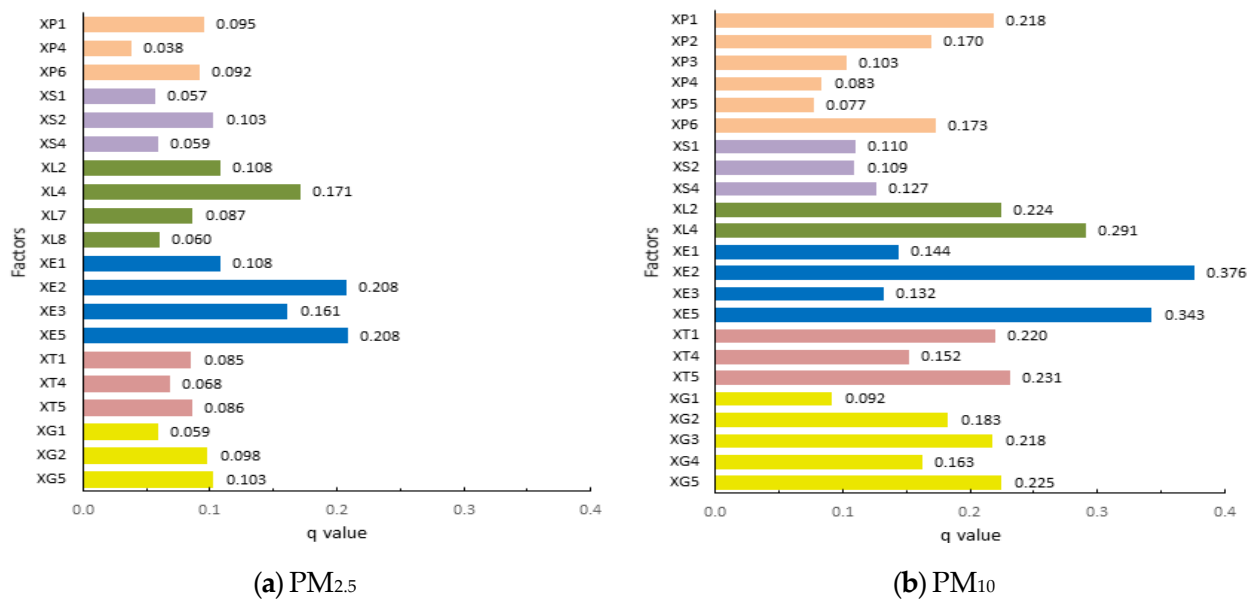 XP1 0.095
XP4 0.038
XP6 0.092
XS1 0.057
XS2 0.103
XS4 0.059
XL2 0.108
XL4 0.171
XL7 0.087
XL8 0.060
XE1 0.108
XE2 0.208
XE3 0.161
XE5 0.208
XT1 0.085
XT4 0.068
XT5 0.086
XG1 0.059
XG2 0.098
XG5 0.103
Factors
0.0 0.1 0.2 0.3 0.4
q value
(a) PM2.5
XP1 0.218
XP2 0.170
XP3 0.103
XP4 0.083
XP5 0.077
XP6 0.173
XS1 0.110
XS2 0.109
XS4 0.127
XL2 0.224
XL4 0.291
XE1 0.144
XE2 0.376
XE3 0.132
XE5 0.343
XT1 0.220
XT4 0.152
XT5 0.231
XG1 0.092
XG2 0.183
XG3 0.218
XG4 0.163
XG5 0.225
Factors
0.0 0.1 0.2 0.3 0.4
q value
(b) PM10